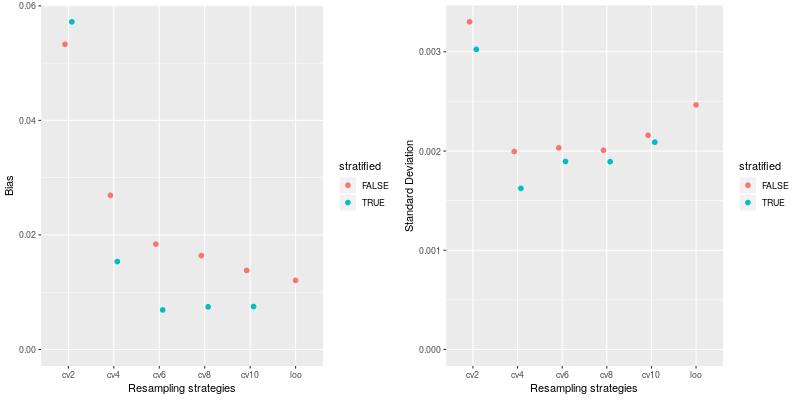 Bias
0.06
0.04
0.02
0.00
cv2 cv4 cv6 cv8 cv10 loo
Resampling strategies
stratified
FALSE
TRUE
Standard Deviation
0.003
0.002
0.001
0.000
cv2 cv4 cv6 cv8 cv10 loo
Resampling strategies
stratified
FALSE
TRUE